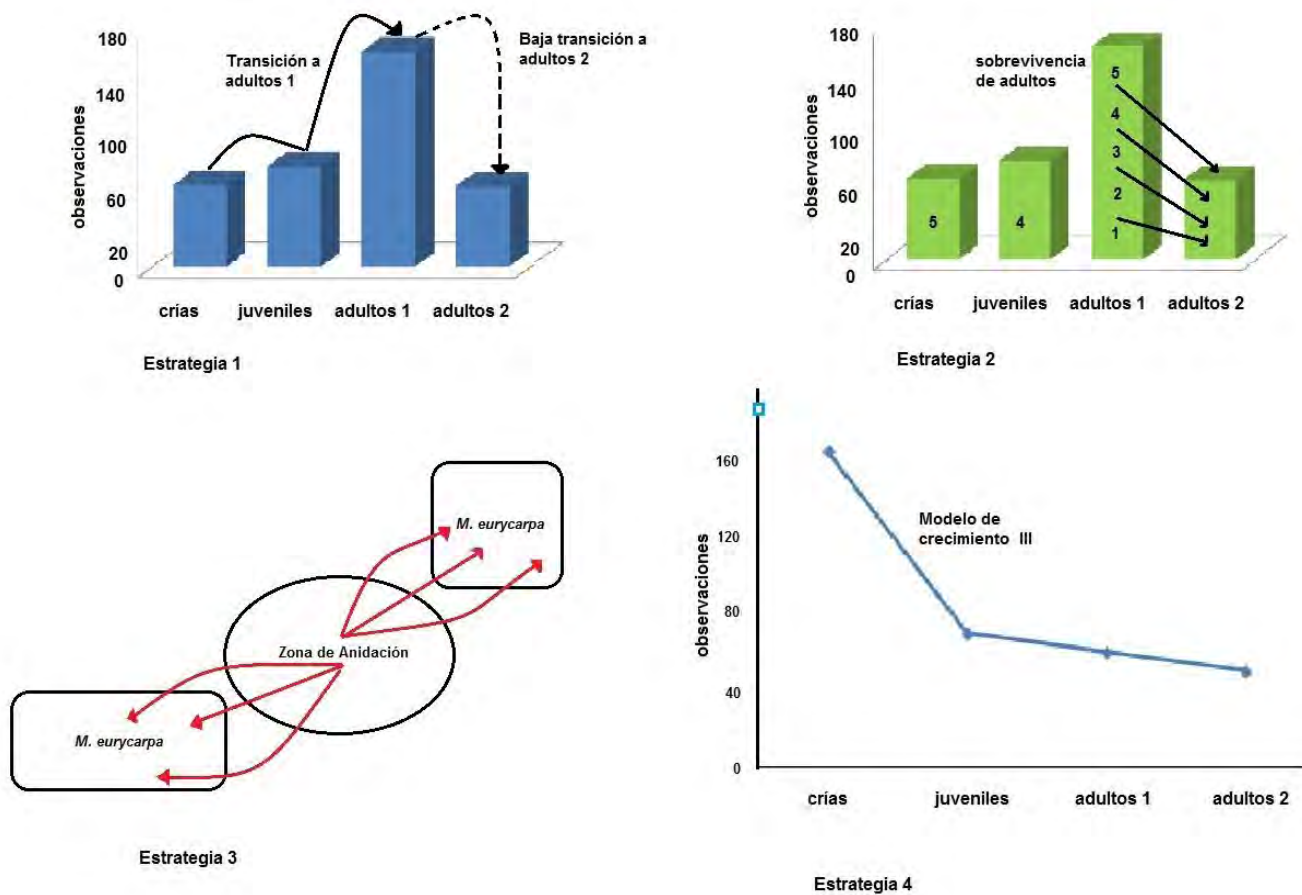 180
140
100
60
20
0
observaciones
Transición a
adultos 1
Baja transición a
adultos 2
crías juveniles adultos 1 adultos 2
Estrategia 1
180
140
100
60
20
0
observaciones
sobrevivencia
de adultos
5
4
3
2
1
5
4
crías juveniles adultos 1 adultos 2
Estrategia 2
M. eurycarpa
Zona de Anidación
M. eurycarpa
Estrategia 3
160
120
80
40
0
observaciones
Modelo de
crecimiento III
crías juveniles adultos 1 adultos 2
Estrategia 4